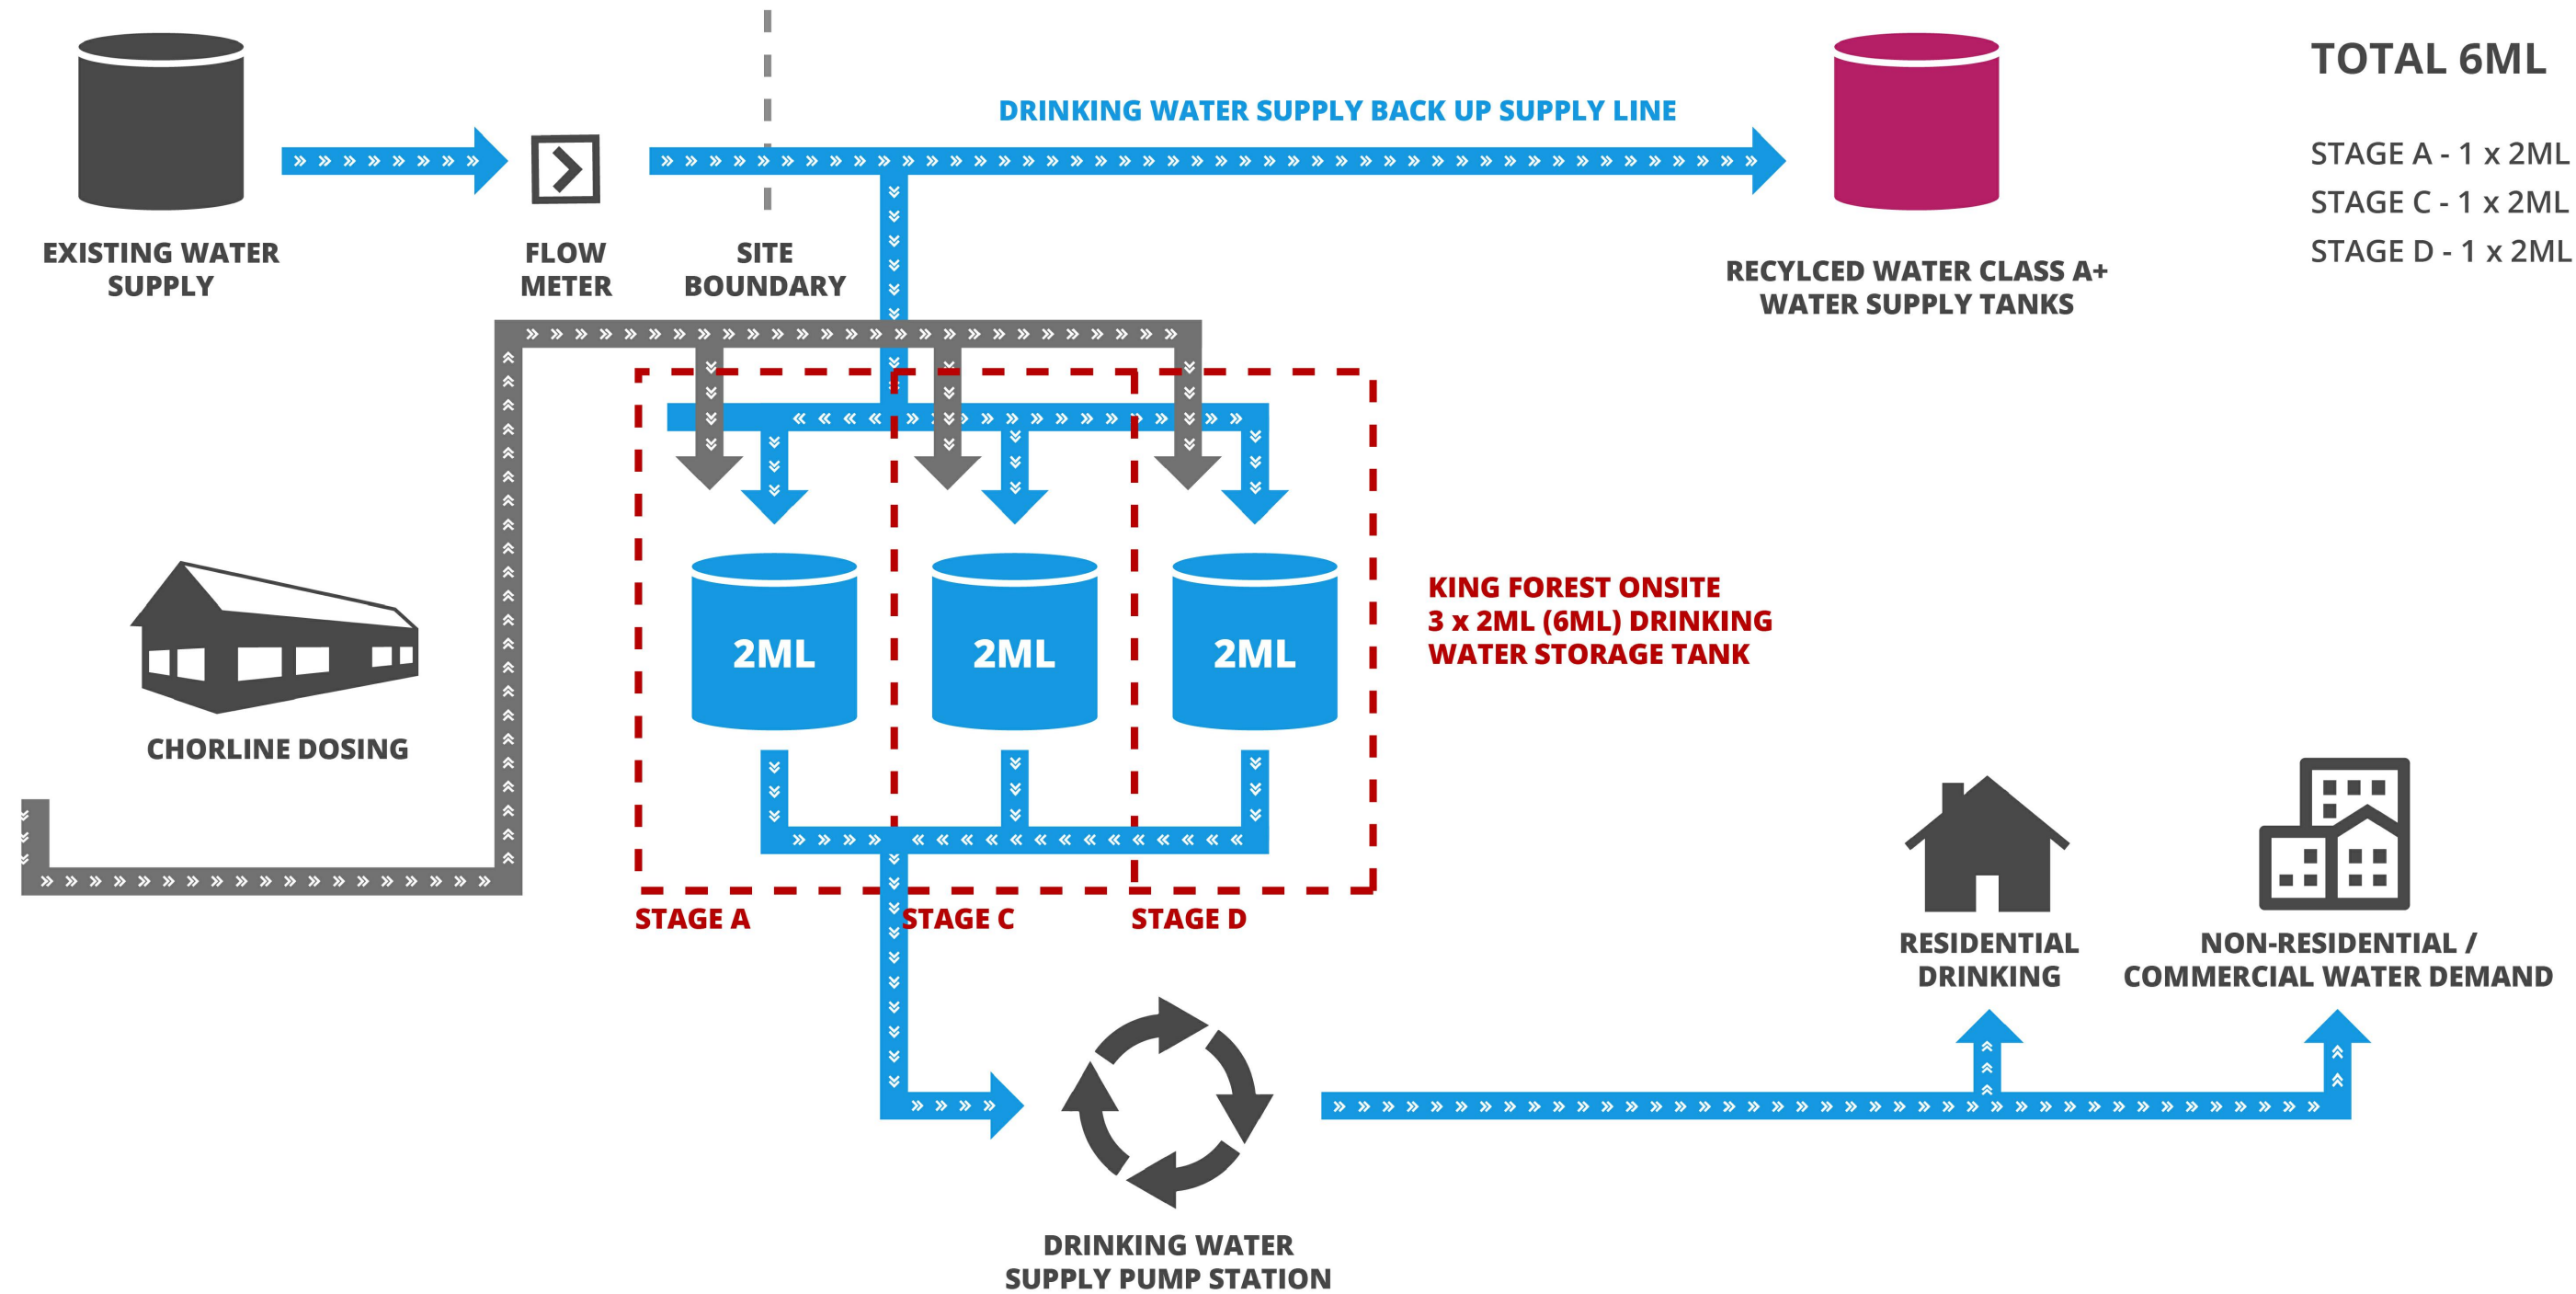 TOTAL 6ML
DRINKING WATER SUPPLY BACK UP SUPPLY LINE
STAGE A - 1 x 2ML
STAGE C - 1 x 2ML
STAGE D - 1 x 2ML
EXISTING WATER
SUPPLY
FLOW
METER
SITE
BOUNDARY
RECYLCED WATER CLASS A+
WATER SUPPLY TANKS
KING FOREST ONSITE
3 x 2ML (6ML) DRINKING
WATER STORAGE TANK
2ML
2ML
2ML
CHORLINE DOSING
STAGE A
STAGE C
STAGE D
RESIDENTIAL
DRINKING
NON-RESIDENTIAL /
COMMERCIAL WATER DEMAND
DRINKING WATER
SUPPLY PUMP STATION